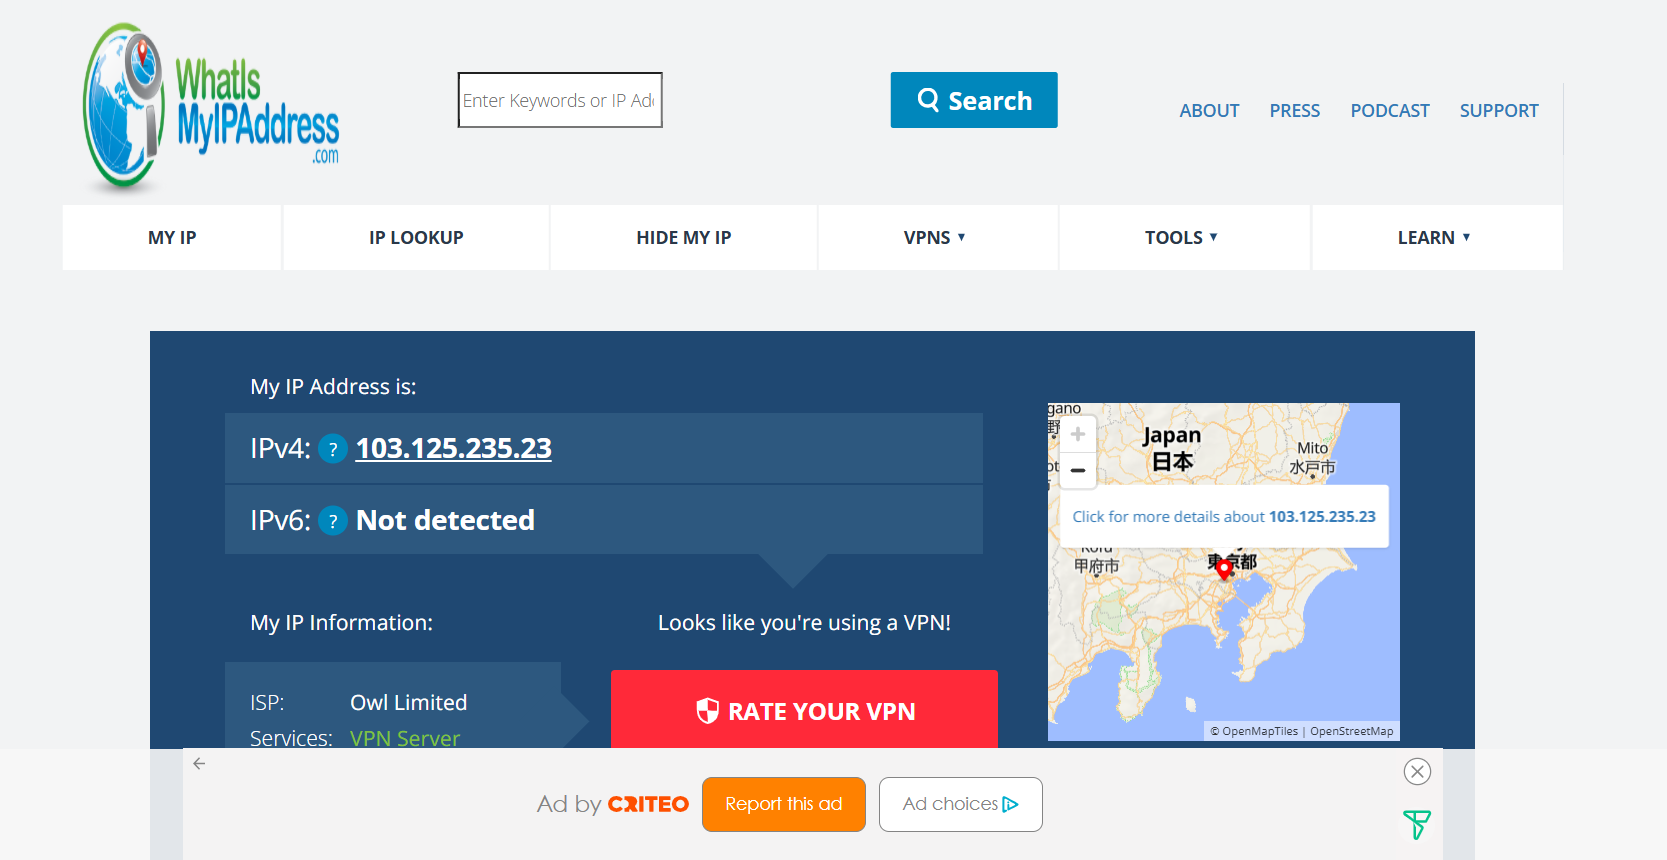 WhatIs
MyIPAddress
.com
Enter Keywords or IP Add
Search
ABOUT PRESS PODCAST SUPPORT
MY IP IP LOOKUP HIDE MY IP VPNS ▾ TOOLS ▾ LEARN ▾
My IP Address is:
IPv4: ? 103.125.235.23
IPv6: ? Not detected
My IP Information:
Looks like you're using a VPN!
ISP: Owl Limited
Services: VPN Server
RATE YOUR VPN
gano
野
+
−
Japan
日本
Mito
水戸市
Click for more details about 103.125.235.23
甲府市
東京都
© OpenMapTiles | OpenStreetMap
Ad by CRITEO
Report this ad
Ad choices